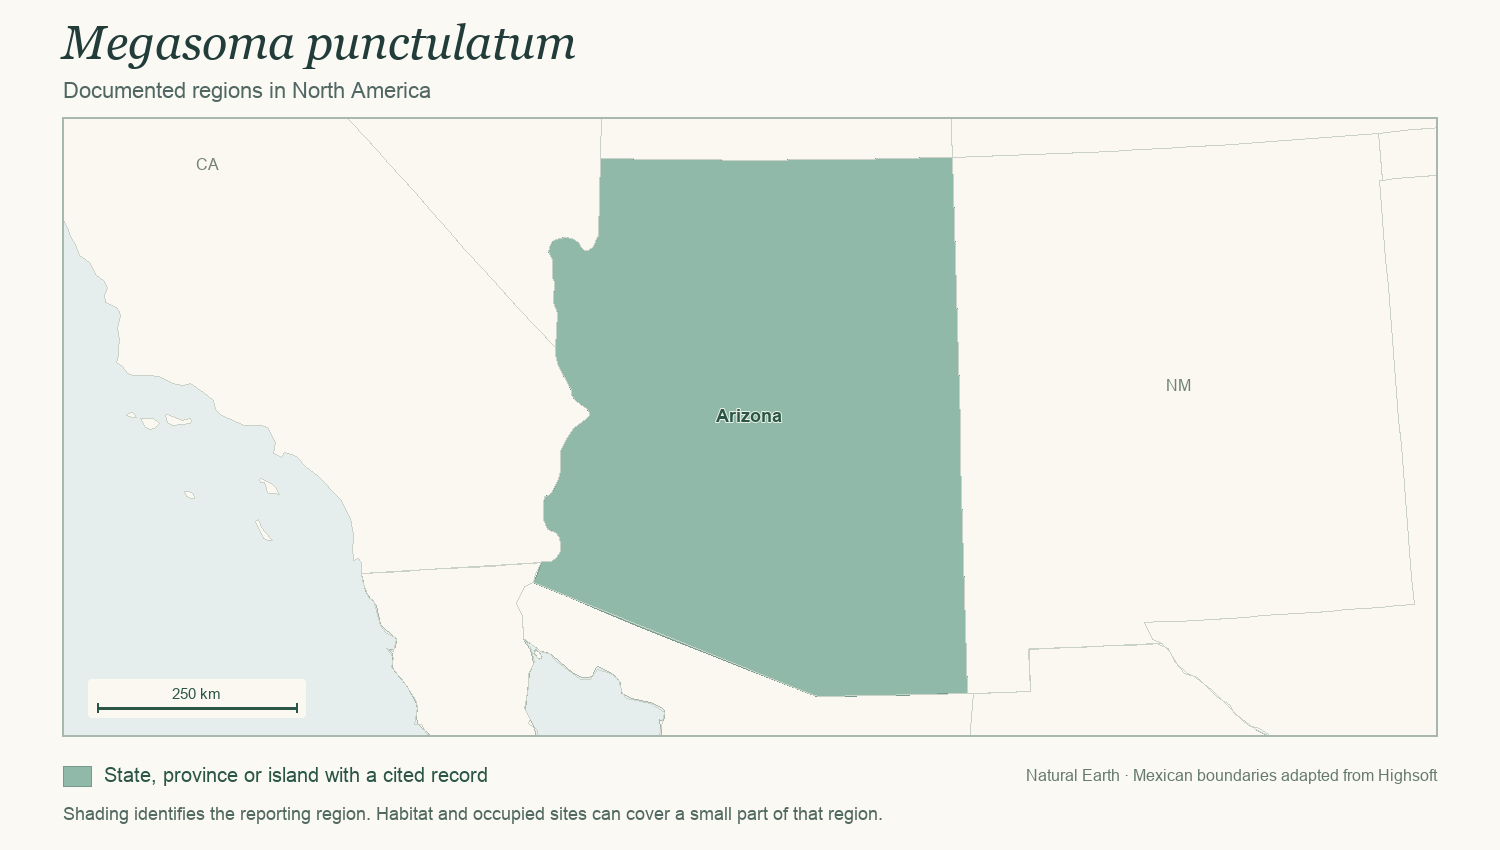 Megasoma punctulatum
Documented regions in North America
CA
NM
Arizona
250 km
State, province or island with a cited record
Natural Earth · Mexican boundaries adapted from Highsoft
Shading identifies the reporting region. Habitat and occupied sites can cover a small part of that region.